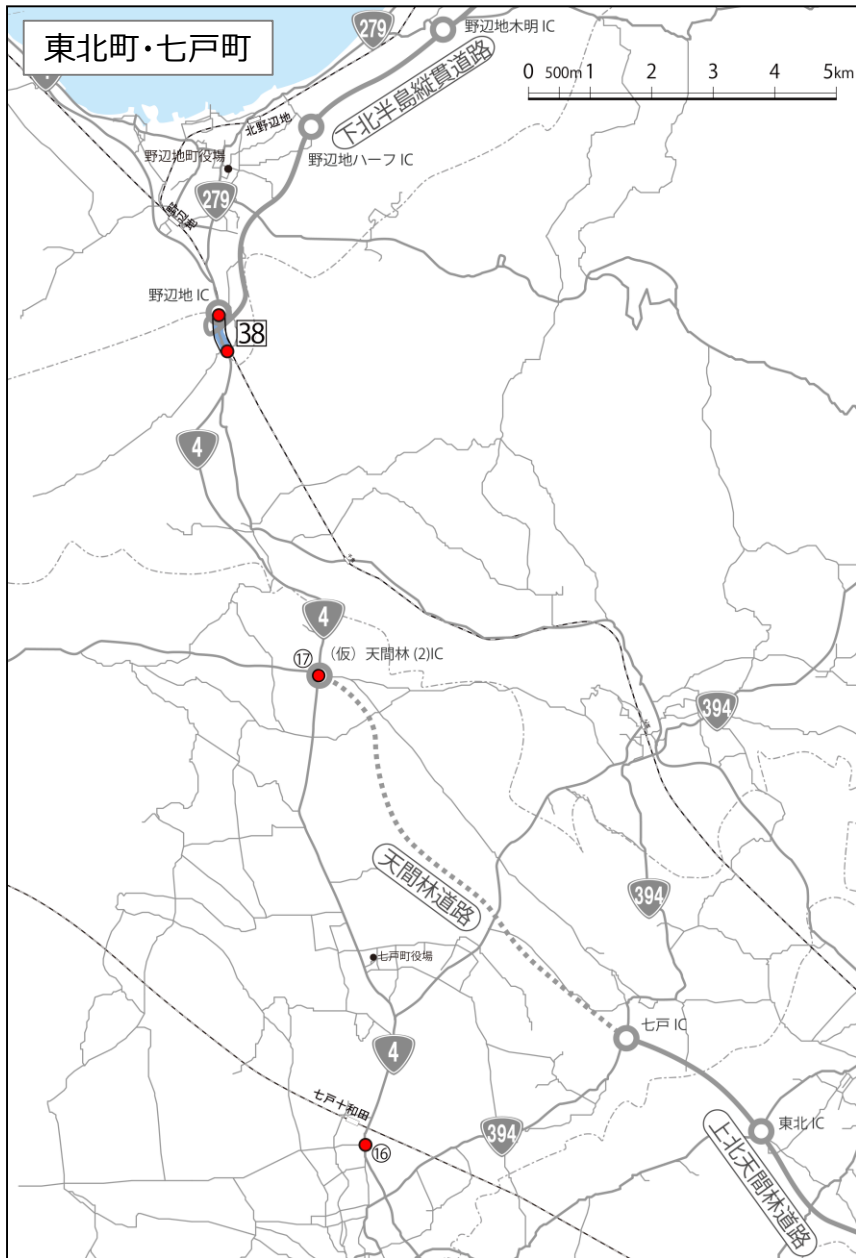 東北町・七戸町
279
野辺地木明 IC
0 500m 1 2 3 4 5km
下北半島縦貫道路
北野辺地
野辺地ハーフ IC
野辺地町役場
279
野辺地
野辺地 IC
38
4
4
⑰
(仮) 天間林 (2)IC
394
天間林道路
394
七戸町役場
七戸 IC
4
七戸十和田
394
東北 IC
⑯
上北天間林道路